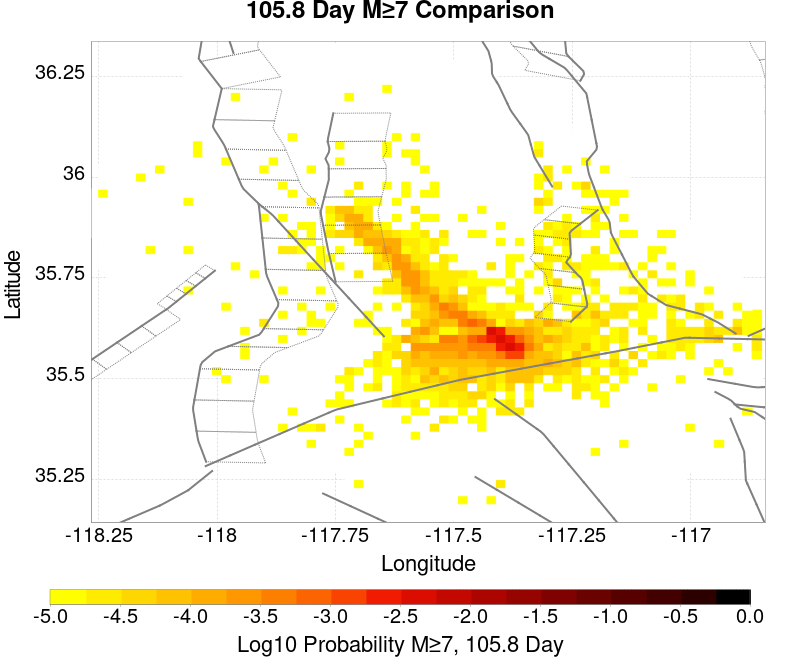 105.8 Day M≥7 Comparison
36.25
36
35.75
35.5
35.25
Latitude
-118.25 -118 -117.75 -117.5 -117.25 -117
Longitude
-5.0 -4.5 -4.0 -3.5 -3.0 -2.5 -2.0 -1.5 -1.0 -0.5 0.0
Log10 Probability M≥7, 105.8 Day